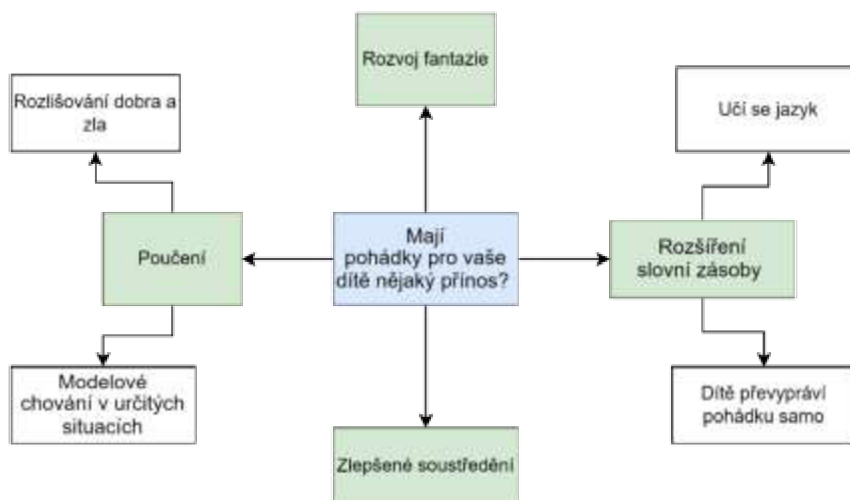 Rozvoj fantazie
Rozlišování dobra a
zla
Učí se jazyk
Poučení
Mají
pohádky pro vaše
dítě nějaký přínos?
Rozšíření
slovní zásoby
Modelové
chování v určitých
situacích
Dítě převypráví
pohádku samo
Zlepšené soustředění